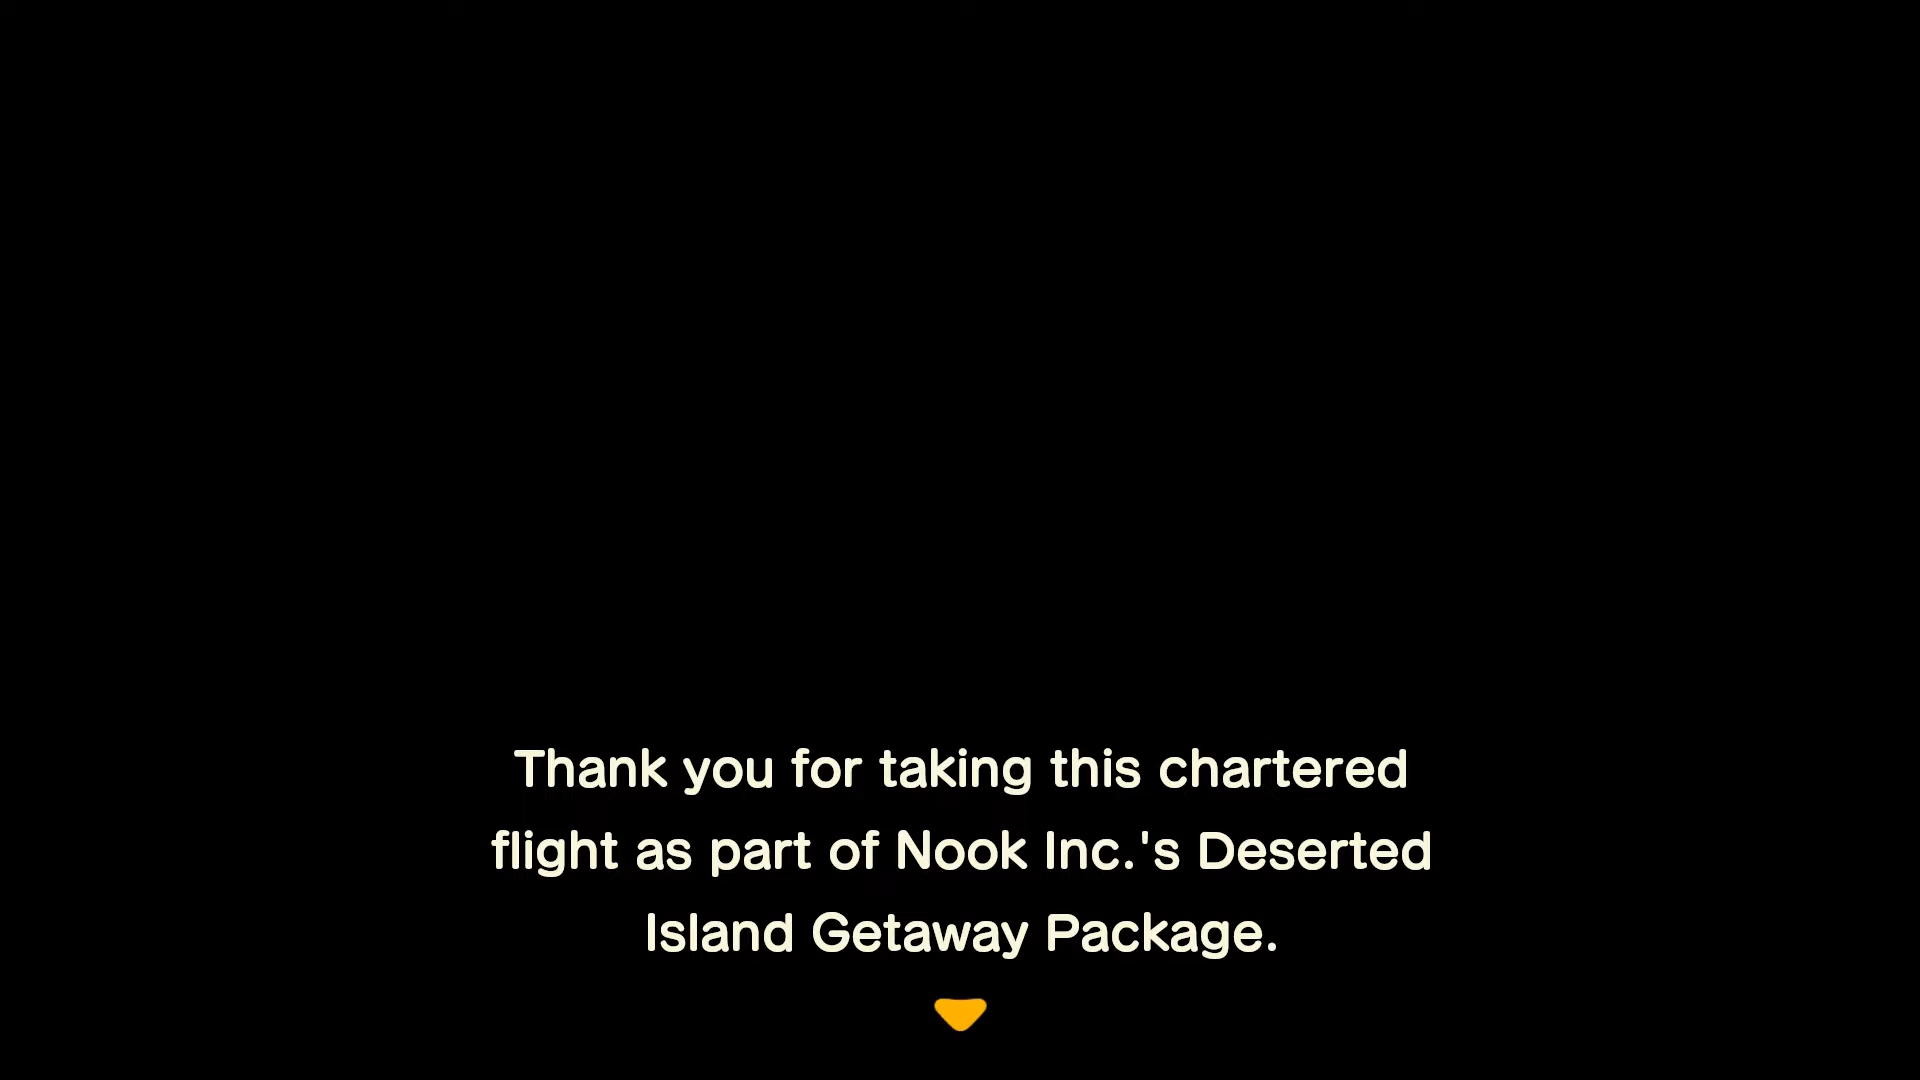 Thank you for taking this chartered
flight as part of Nook Inc.'s Deserted
Island Getaway Package.